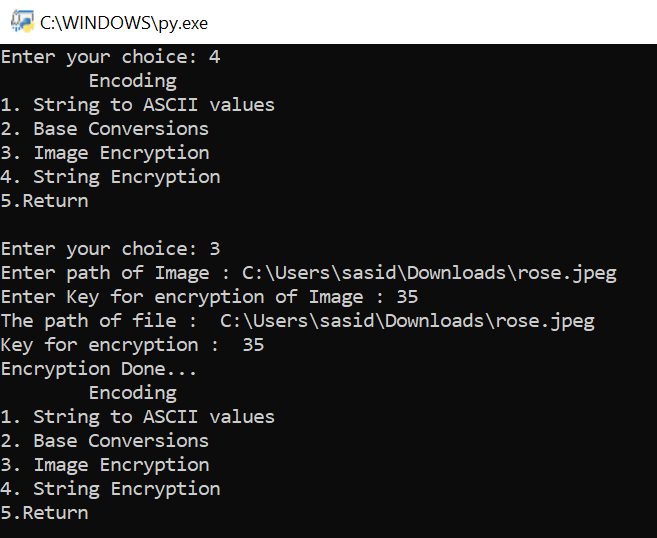 C:\WINDOWS\py.exe
Enter your choice: 4
        Encoding
1. String to ASCII values
2. Base Conversions
3. Image Encryption
4. String Encryption
5.Return

Enter your choice: 3
Enter path of Image : C:\Users\sasid\Downloads\rose.jpeg
Enter Key for encryption of Image : 35
The path of file :  C:\Users\sasid\Downloads\rose.jpeg
Key for encryption :  35
Encryption Done...
        Encoding
1. String to ASCII values
2. Base Conversions
3. Image Encryption
4. String Encryption
5.Return